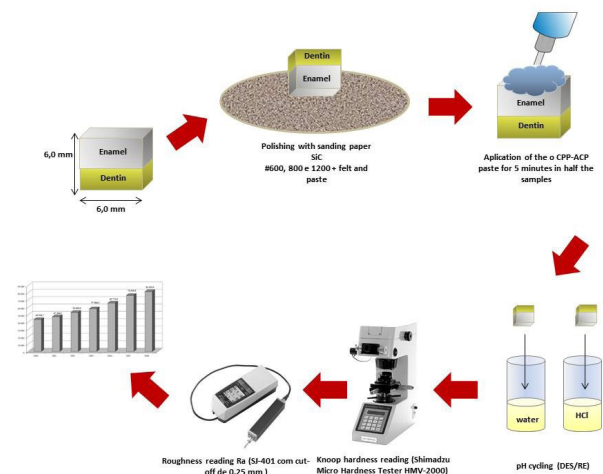 6,0 mm
Enamel
Dentin
6,0 mm
Dentin
Enamel
Polishing with sanding paper
SiC
#600, 800 e 1200+ felt and
paste
Enamel
Dentin
Aplication of the o CPP-ACP
paste for 5 minutes in half the
samples
water
HCl
pH cycling (DES/RE)
Knoop hardness reading (Shimadzu
Micro Hardness Tester HMV-2000)
Roughness reading Ra (SJ-401 com cut-
off de 0,25 mm )